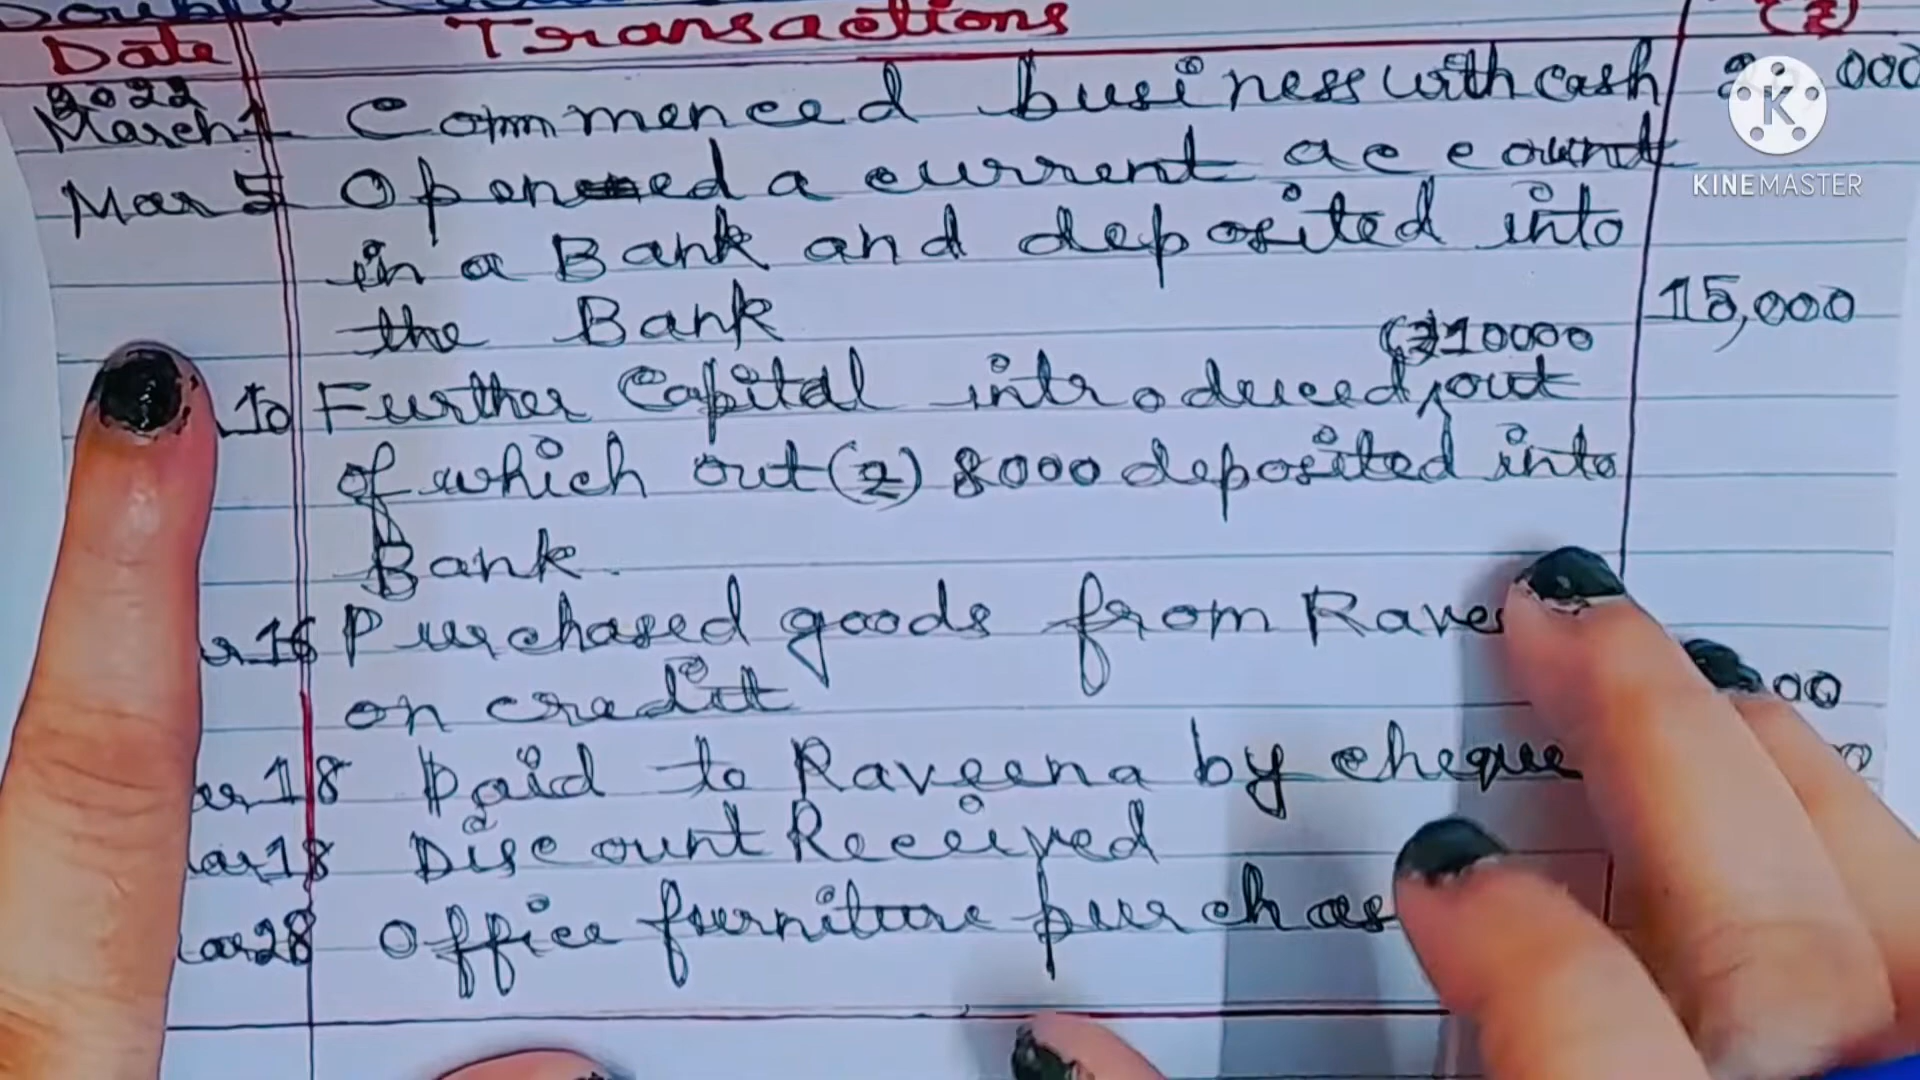 Date Transactions (₹)
2022
March 1 Commenced business with cash 000
Mar 5 Opened a current account
in a Bank and deposited into
the Bank 15,000
(₹)10000
10 Further Capital introduced, out
of which out (₹) 8000 deposited into
Bank.
16 Purchased goods from
on credit 00
18 Paid to Raveena by cheque
18 Discount Received
28 Office furniture
KINEMASTER